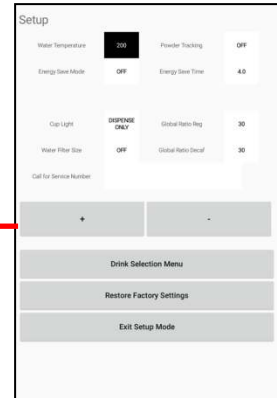 Setup
Water Temperature 200 Powder Tracking OFF
Energy Save Mode OFF Energy Save Time 4.0
Cup Light DISPENSE ONLY Global Ratio Reg 30
Water Filter Size OFF Global Ratio Decaf 30
Call for Service Number
+ -
Drink Selection Menu
Restore Factory Settings
Exit Setup Mode